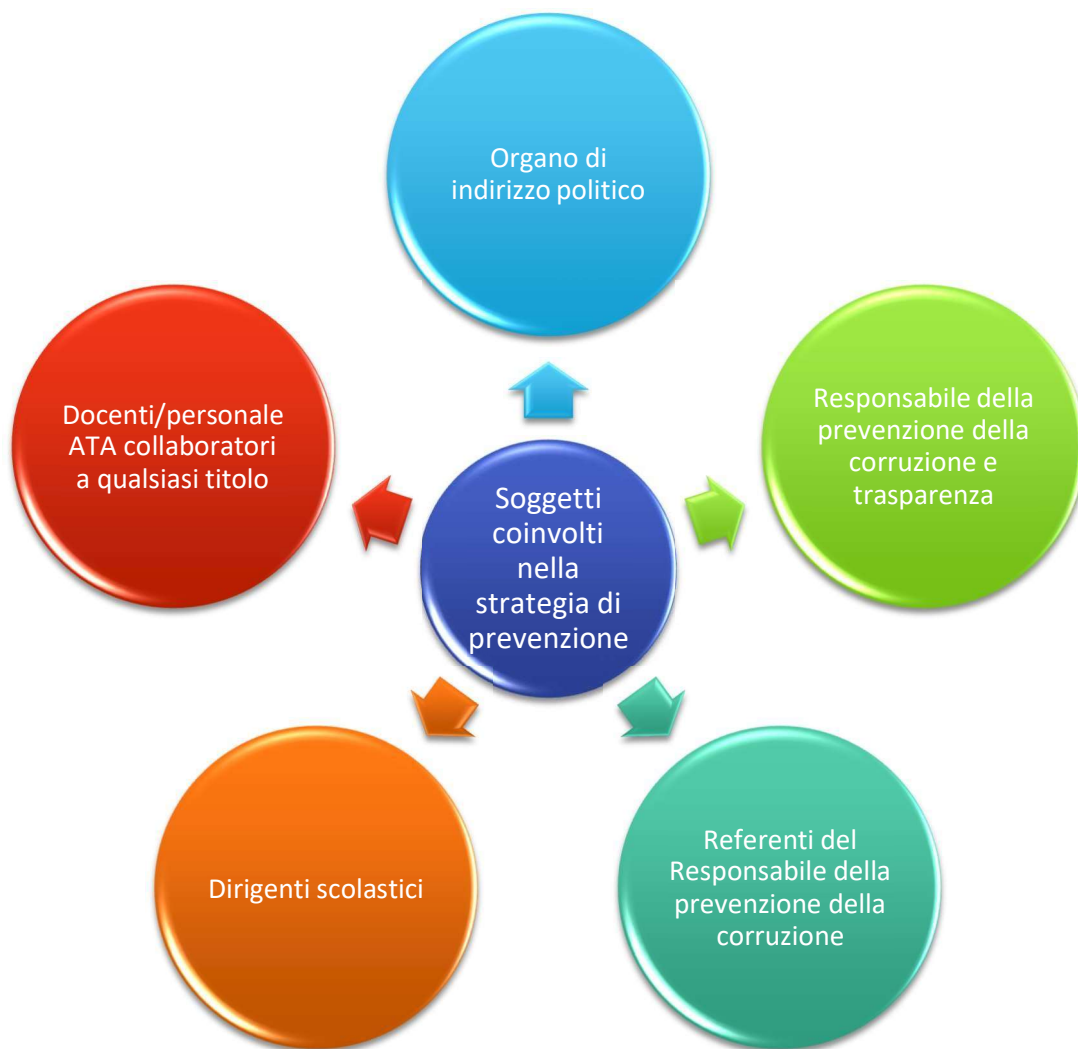 Organo di
indirizzo politico
Responsabile della
prevenzione della
corruzione e
trasparenza
Docenti/personale
ATA collaboratori
a qualsiasi titolo
Soggetti
coinvolti
nella
strategia di
prevenzione
Referenti del
Responsabile della
prevenzione della
corruzione
Dirigenti scolastici